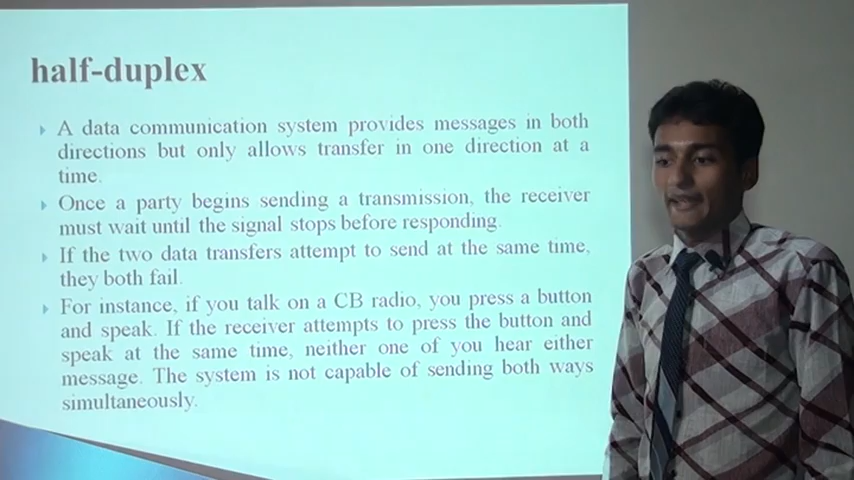 half-duplex
A data communication system provides messages in both
directions but only allows transfer in one direction at a
time.
Once a party begins sending a transmission, the receiver
must wait until the signal stops before responding.
If the two data transfers attempt to send at the same time,
they both fail.
For instance, if you talk on a CB radio, you press a button
and speak. If the receiver attempts to press the button and
speak at the same time, neither one of you hear either
message. The system is not capable of sending both ways
simultaneously.